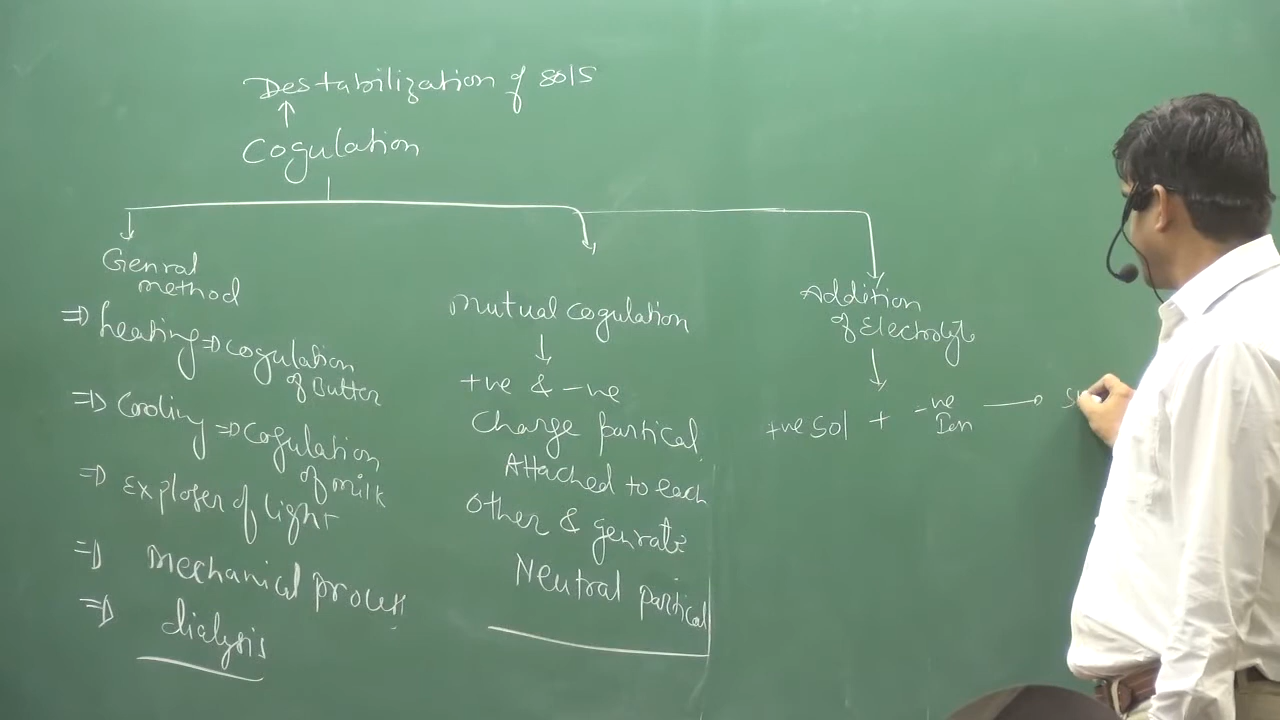 Destabilization of sols
Cogulation
Genral
method
⇒ heating ⇒ cogulation
of Butter
⇒ Cooling ⇒ Cogulation
of milk
⇒ exploser of light
⇒ Mechanical process
⇒ dialysis
mutual cogulation
+ve & -ve
Charge partical
Attached to each
other & genrate
Neutral partical
Addition
of Electrolyte
+ve sol + -ve
Ion